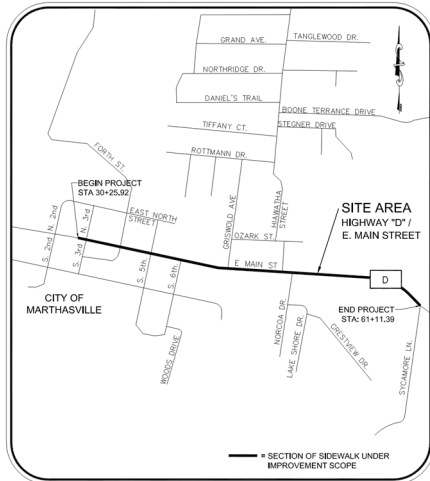 GRAND AVE.
TANGLEWOOD DR.
NORTHRIDGE DR.
DANIEL'S TRAIL
BOONE TERRANCE DRIVE
TIFFANY CT.
STEGNER DRIVE
ROTTMANN DR.
FORTH ST.
BEGIN PROJECT
STA 30+25.92
N. 2nd
N. 3rd
EAST NORTH
STREET
GRISWOLD AVE
HIAWATHA
STREET
SITE AREA
HIGHWAY "D" /
E. MAIN STREET
OZARK ST.
S. 2nd
S. 3rd
S. 5th
S. 6th
E MAIN ST
D
CITY OF
MARTHASVILLE
END PROJECT
STA: 61+11.39
NORCOA DR.
LAKE SHORE DR.
CRESTVIEW DR.
WOODS DRIVE
SYCAMORE LN.
= SECTION OF SIDEWALK UNDER
IMPROVEMENT SCOPE